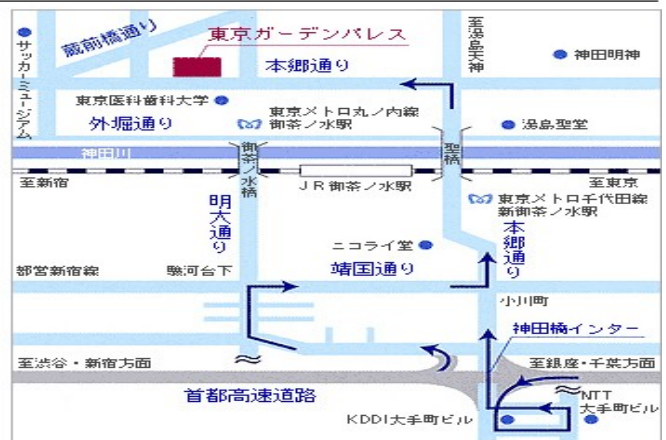 サッカーミュージアム
蔵前橋通り
東京ガーデンパレス
本郷通り
至湯島天神
神田明神
東京医科歯科大学
東京メトロ丸ノ内線
御茶ノ水駅
湯島聖堂
外堀通り
神田川
御茶ノ水橋
聖橋
至新宿
JR御茶ノ水駅
至東京
東京メトロ千代田線
新御茶ノ水駅
明大通り
ニコライ堂
本郷通り
靖国通り
都営新宿線
駿河台下
小川町
神田橋インター
至渋谷・新宿方面
至銀座・千葉方面
首都高速道路
NTT
大手町ビル
KDDI大手町ビル